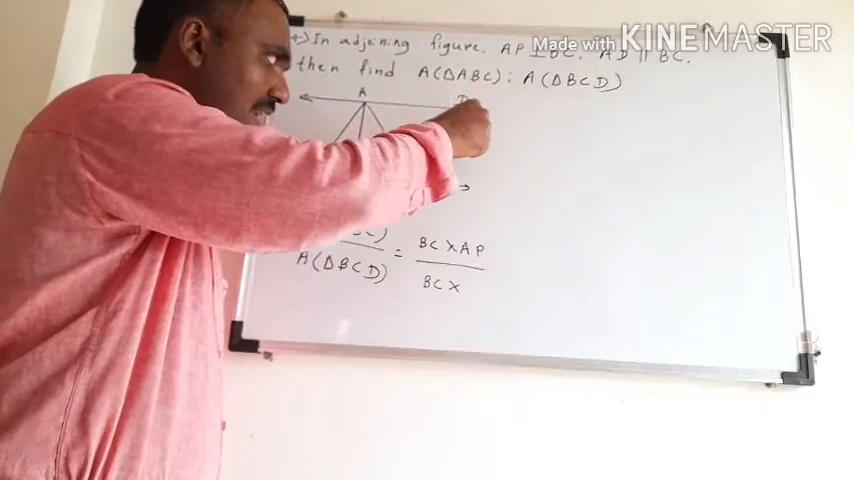 Made with KINEMASTER
4) In adjoining figure. AP ⊥ BC. AD || BC.
then find A(ΔABC) : A(ΔBCD)
A
D
BC X AP
A(ΔBCD) =
BC X